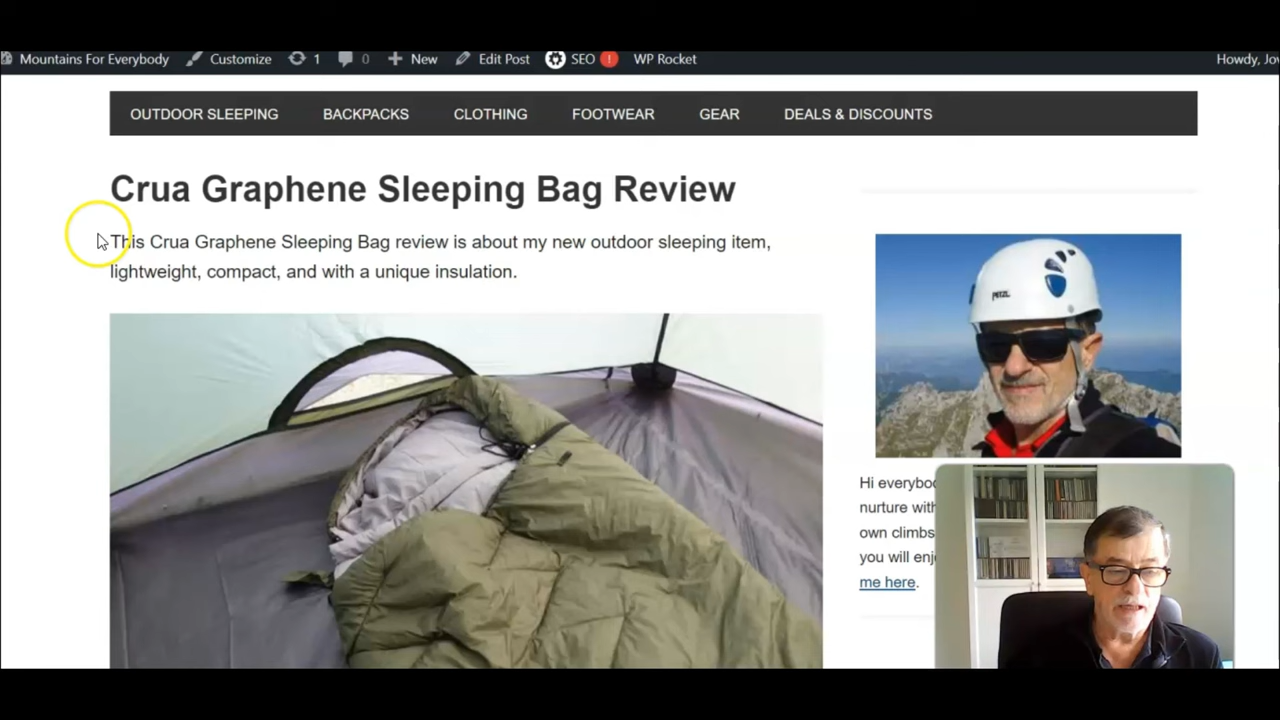 Mountains For Everybody Customize 1 0 New Edit Post SEO ! WP Rocket Howdy,
OUTDOOR SLEEPING BACKPACKS CLOTHING FOOTWEAR GEAR DEALS & DISCOUNTS
Crua Graphene Sleeping Bag Review
This Crua Graphene Sleeping Bag review is about my new outdoor sleeping item,
lightweight, compact, and with a unique insulation.
PETZL
Hi
nurture with
own climbs
you will
me here.